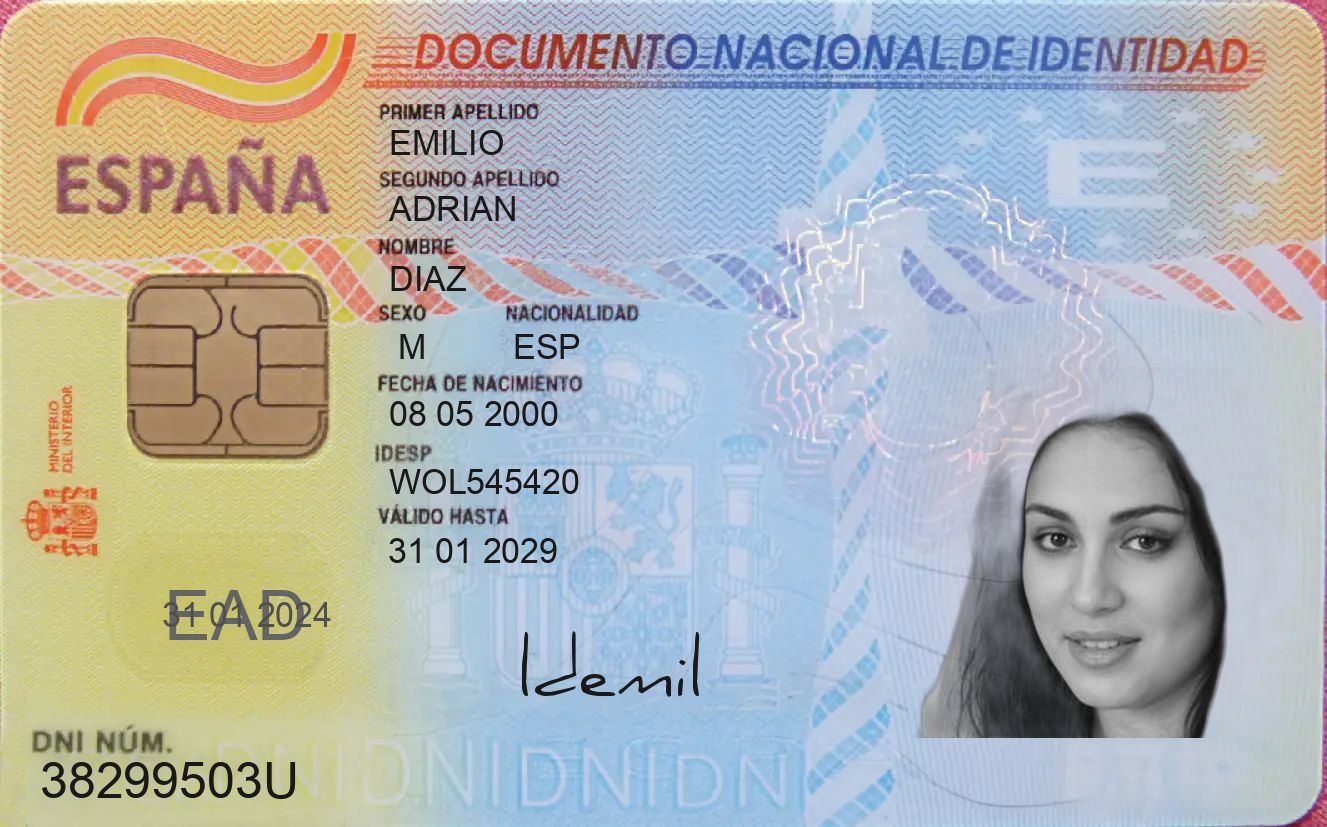 DOCUMENTO NACIONAL DE IDENTIDAD
ESPAÑA
PRIMER APELLIDO
EMILIO
SEGUNDO APELLIDO
ADRIAN
NOMBRE
DIAZ
SEXO NACIONALIDAD
M ESP
FECHA DE NACIMIENTO
08 05 2000
IDESP
WOL545420
VÁLIDO HASTA
31 01 2029
MINISTERIO
DEL INTERIOR
E
31 01 2024
EAD
Idemil
DNI NÚM.
38299503U
DNIDNIDNIDN